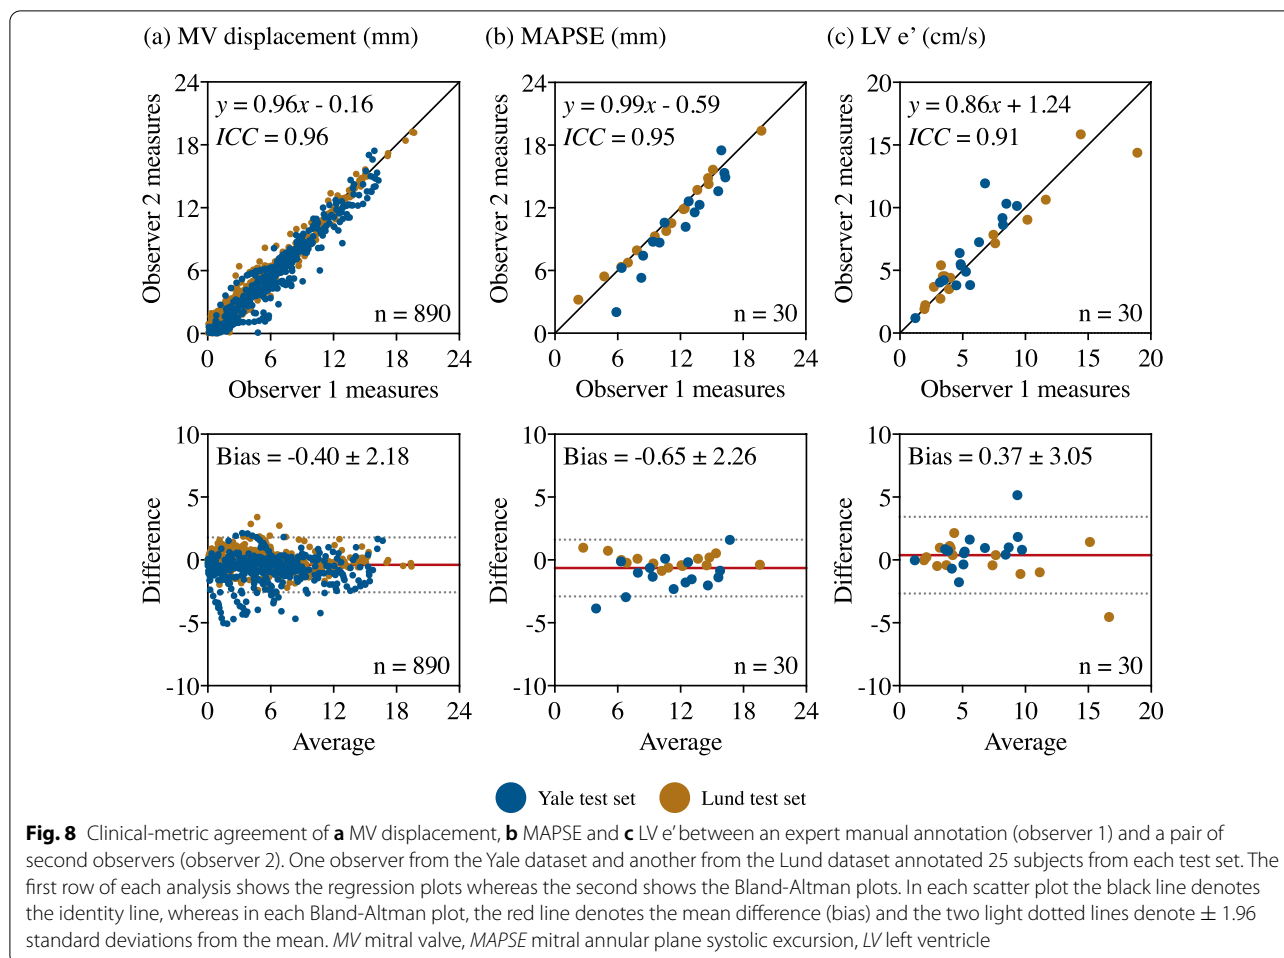 (a) MV displacement (mm)
(b) MAPSE (mm)
(c) LV e’ (cm/s)
24
18
12
6
0
Observer 2 measures
y = 0.96x - 0.16
ICC = 0.96
n = 890
0 6 12 18 24
Observer 1 measures
24
18
12
6
0
Observer 2 measures
y = 0.99x - 0.59
ICC = 0.95
n = 30
0 6 12 18 24
Observer 1 measures
20
15
10
5
0
Observer 2 measures
y = 0.86x + 1.24
ICC = 0.91
n = 30
0 5 10 15 20
Observer 1 measures
10
5
0
-5
-10
Difference
Bias = -0.40 ± 2.18
n = 890
0 6 12 18 24
Average
10
5
0
-5
-10
Difference
Bias = -0.65 ± 2.26
n = 30
0 6 12 18 24
Average
10
5
0
-5
-10
Difference
Bias = 0.37 ± 3.05
n = 30
0 5 10 15 20
Average
Yale test set
Lund test set
Fig. 8 Clinical-metric agreement of a MV displacement, b MAPSE and c LV e’ between an expert manual annotation (observer 1) and a pair of
second observers (observer 2). One observer from the Yale dataset and another from the Lund dataset annotated 25 subjects from each test set. The
first row of each analysis shows the regression plots whereas the second shows the Bland-Altman plots. In each scatter plot the black line denotes
the identity line, whereas in each Bland-Altman plot, the red line denotes the mean difference (bias) and the two light dotted lines denote ± 1.96
standard deviations from the mean. MV mitral valve, MAPSE mitral annular plane systolic excursion, LV left ventricle